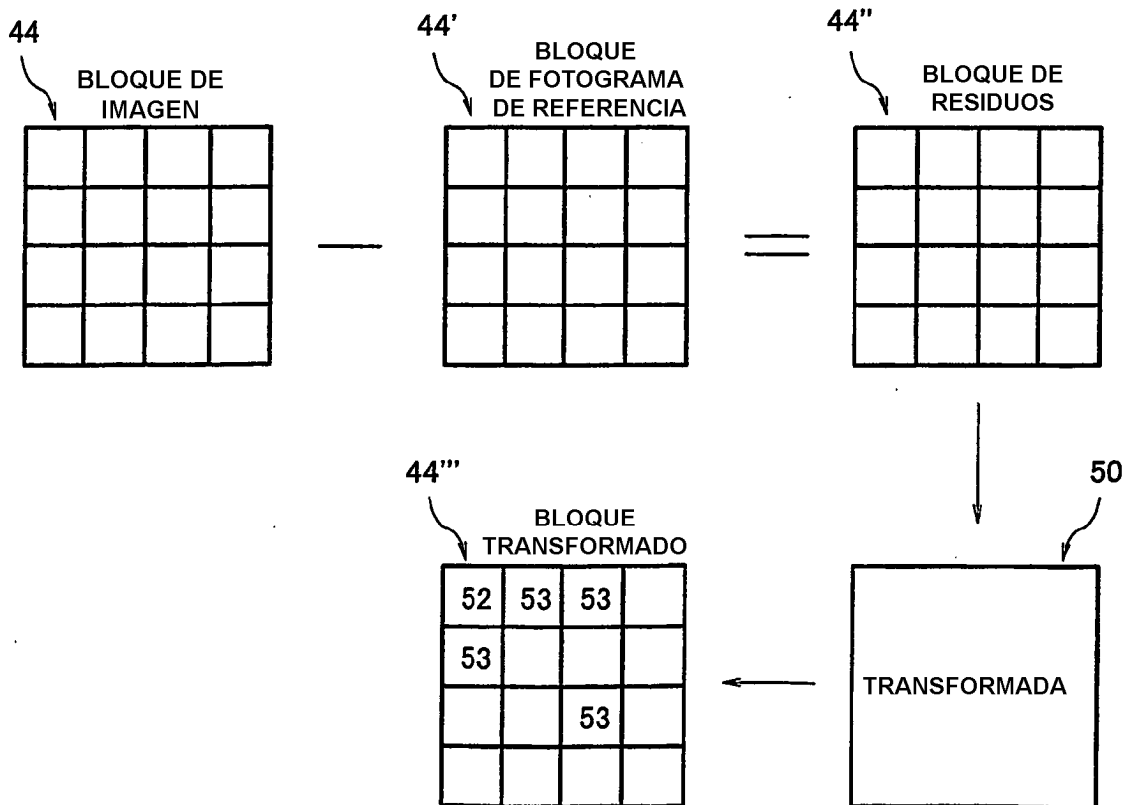 44
BLOQUE DE
IMAGEN
44'
BLOQUE
DE FOTOGRAMA
DE REFERENCIA
44"
BLOQUE DE
RESIDUOS
44'"
BLOQUE
TRANSFORMADO
52 53 53
53
53
50
TRANSFORMADA